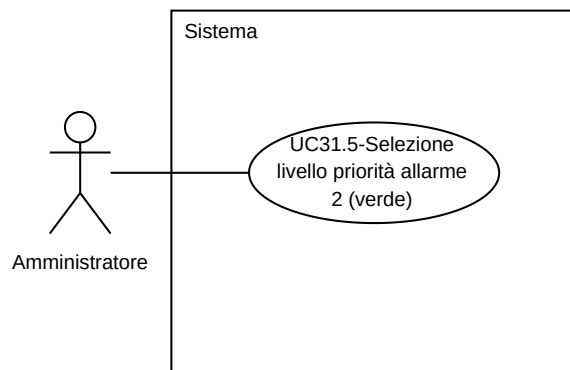 Sistema
UC31.5-Selezione
livello priorità allarme
2 (verde)
Amministratore